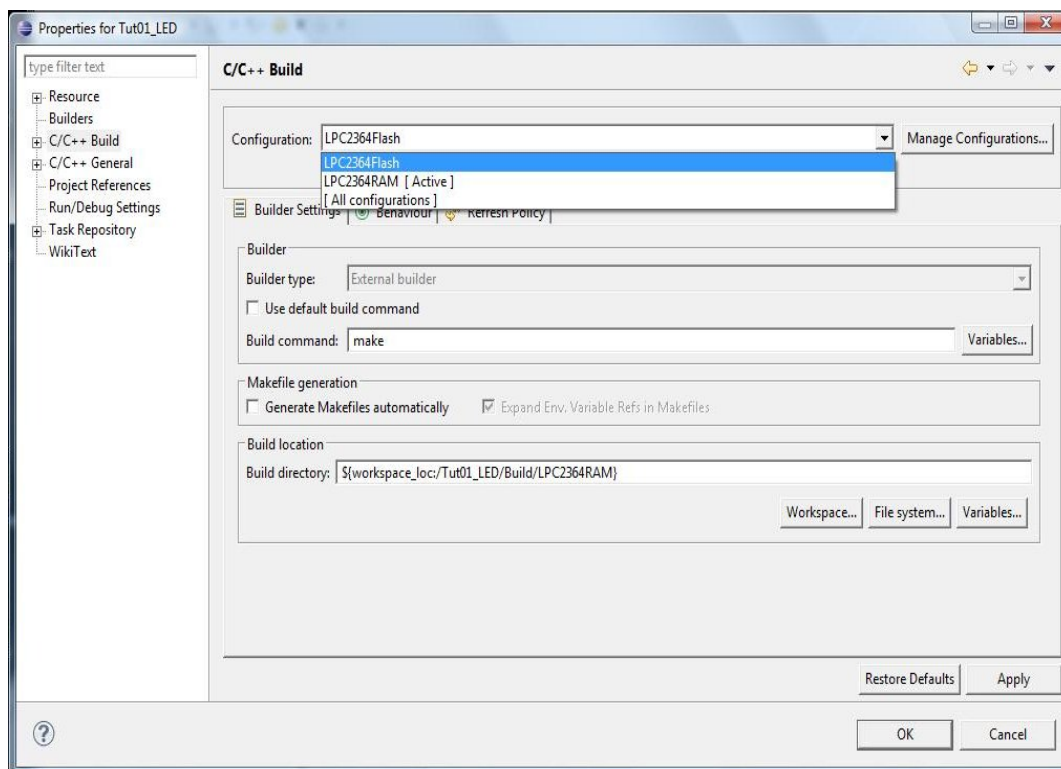 Properties for Tut01_LED
type filter text
Resource
Builders
C/C++ Build
C/C++ General
Project References
Run/Debug Settings
Task Repository
WikiText
C/C++ Build
Configuration: LPC2364Flash
Manage Configurations...
LPC2364Flash
LPC2364RAM [ Active ]
[ All configurations ]
Builder Settings Behaviour Refresh Policy
Builder
Builder type: External builder
Use default build command
Build command: make Variables...
Makefile generation
Generate Makefiles automatically Expand Env. Variable Refs in Makefiles
Build location
Build directory: ${workspace_loc:/Tut01_LED/Build/LPC2364RAM}
Workspace... File system... Variables...
Restore Defaults Apply
OK Cancel